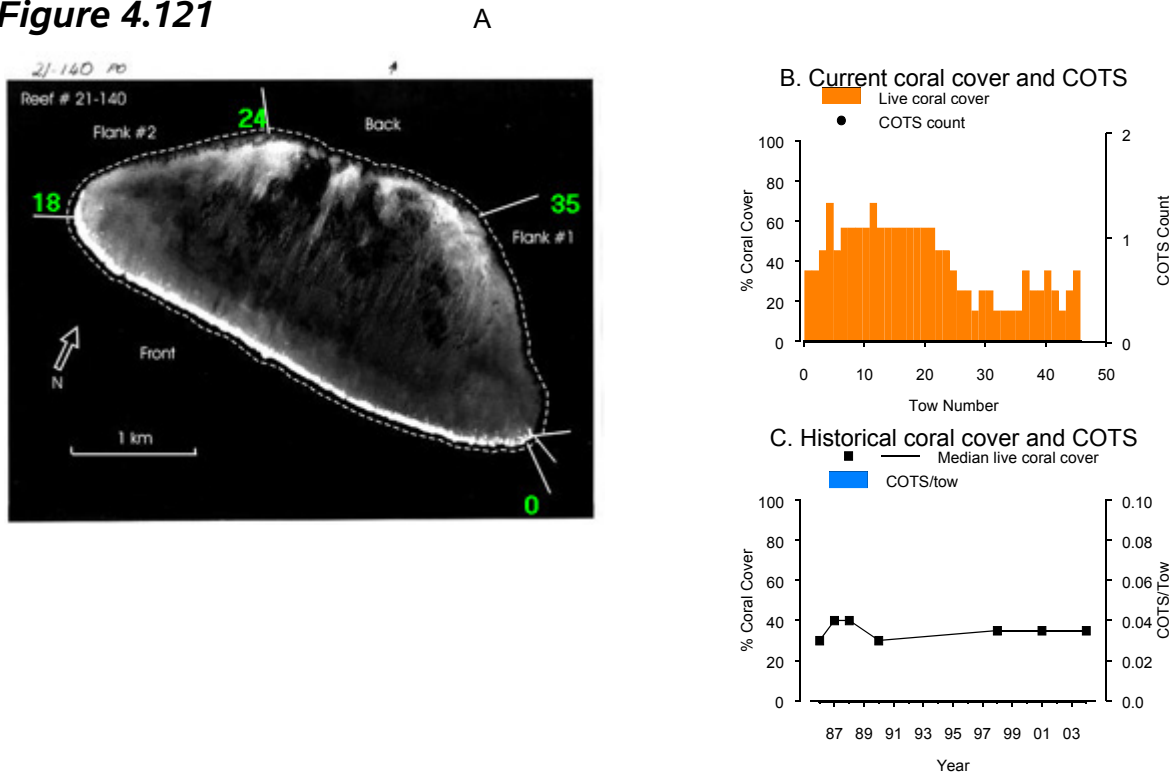 Figure 4.121
A
21-140 PO
Reef # 21-140
Flank #2
24
Back
18
35
Flank #1
Front
N
1 km
0
B. Current coral cover and COTS
Live coral cover
COTS count
100
80
60
40
20
0
% Coral Cover
2
1
0
COTS Count
0 10 20 30 40 50
Tow Number
C. Historical coral cover and COTS
Median live coral cover
COTS/tow
100
80
60
40
20
0
% Coral Cover
0.10
0.08
0.06
0.04
0.02
0.0
COTS/Tow
87 89 91 93 95 97 99 01 03
Year